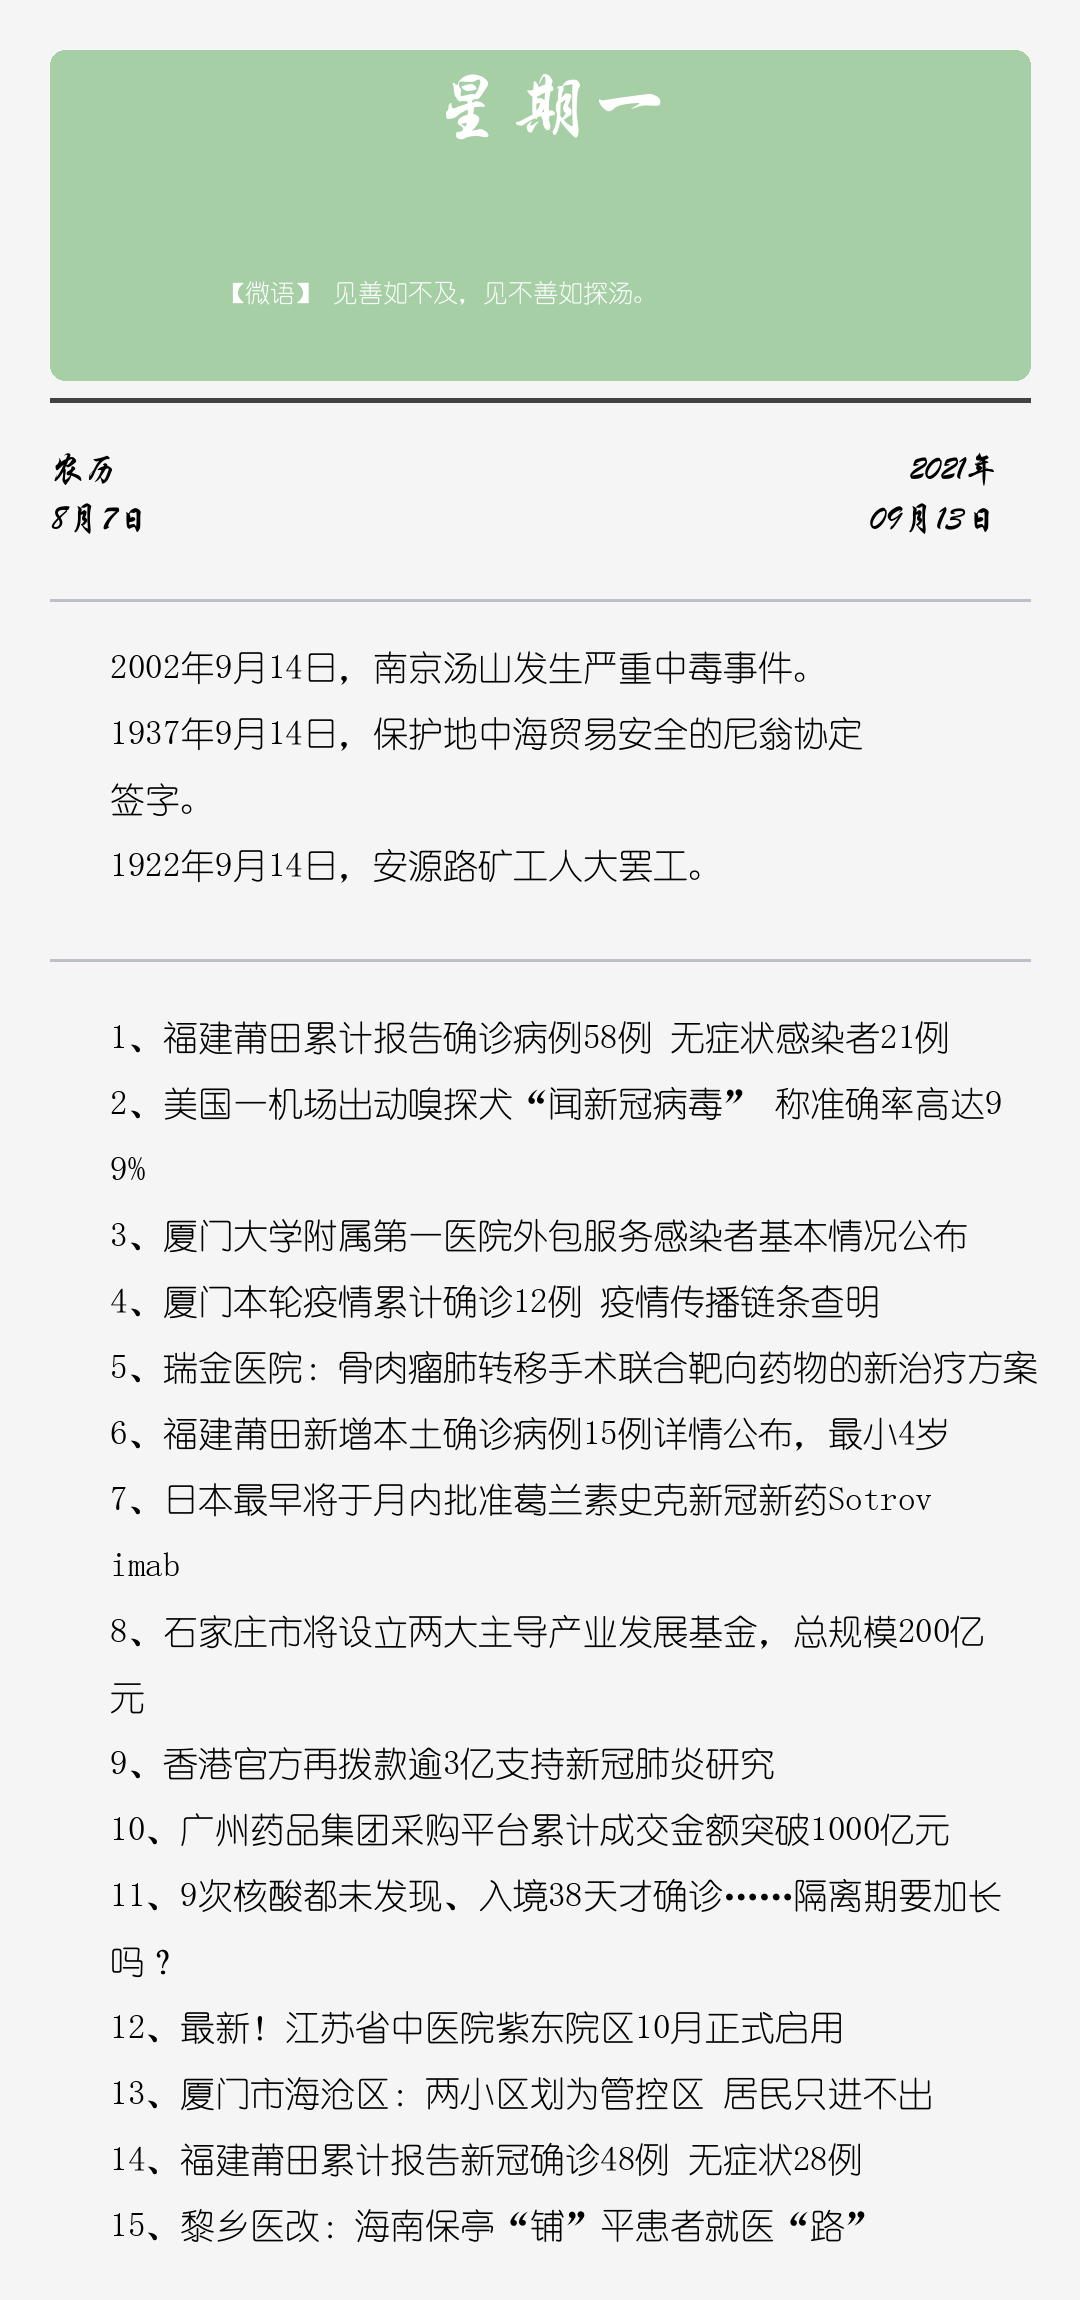 星期一
【微语】 见善如不及，见不善如探汤。
农历
8月7日
2021年
09月13日
2002年9月14日，南京汤山发生严重中毒事件。
1937年9月14日，保护地中海贸易安全的尼翁协定
签字。
1922年9月14日，安源路矿工人大罢工。
1、福建莆田累计报告确诊病例58例 无症状感染者21例
2、美国一机场出动嗅探犬“闻新冠病毒” 称准确率高达9
9%
3、厦门大学附属第一医院外包服务感染者基本情况公布
4、厦门本轮疫情累计确诊12例 疫情传播链条查明
5、瑞金医院：骨肉瘤肺转移手术联合靶向药物的新治疗方案
6、福建莆田新增本土确诊病例15例详情公布，最小4岁
7、日本最早将于月内批准葛兰素史克新冠新药Sotrov
imab
8、石家庄市将设立两大主导产业发展基金，总规模200亿
元
9、香港官方再拨款逾3亿支持新冠肺炎研究
10、广州药品集团采购平台累计成交金额突破1000亿元
11、9次核酸都未发现、入境38天才确诊……隔离期要加长
吗？
12、最新！江苏省中医院紫东院区10月正式启用
13、厦门市海沧区：两小区划为管控区 居民只进不出
14、福建莆田累计报告新冠确诊48例 无症状28例
15、黎乡医改：海南保亭“铺”平患者就医“路”